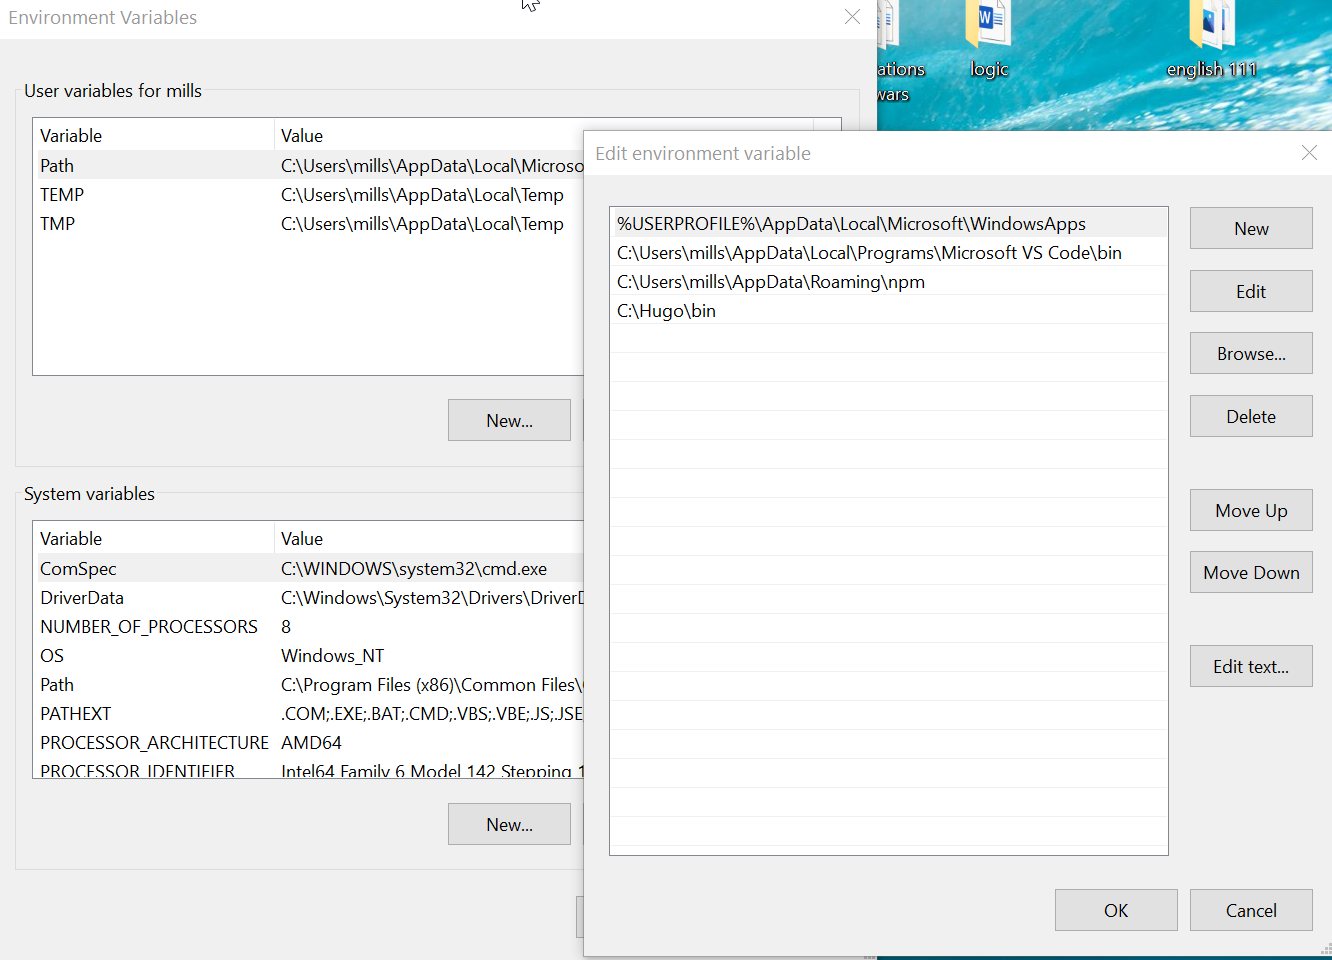 Environment Variables
User variables for mills
Variable Value
Path C:\Users\mills\AppData\Local\Microso
TEMP C:\Users\mills\AppData\Local\Temp
TMP C:\Users\mills\AppData\Local\Temp
New...
System variables
Variable Value
ComSpec C:\WINDOWS\system32\cmd.exe
DriverData C:\Windows\System32\Drivers\Driver
NUMBER_OF_PROCESSORS 8
OS Windows_NT
Path C:\Program Files (x86)\Common Files\
PATHEXT .COM;.EXE;.BAT;.CMD;.VBS;.VBE;.JS;.JSE
PROCESSOR_ARCHITECTURE AMD64
PROCESSOR_IDENTIFIER Intel64 Family 6 Model 142 Stepping 1
New...
ations
wars
logic
english 111
Edit environment variable
%USERPROFILE%\AppData\Local\Microsoft\WindowsApps
C:\Users\mills\AppData\Local\Programs\Microsoft VS Code\bin
C:\Users\mills\AppData\Roaming\npm
C:\Hugo\bin
New
Edit
Browse...
Delete
Move Up
Move Down
Edit text...
OK
Cancel